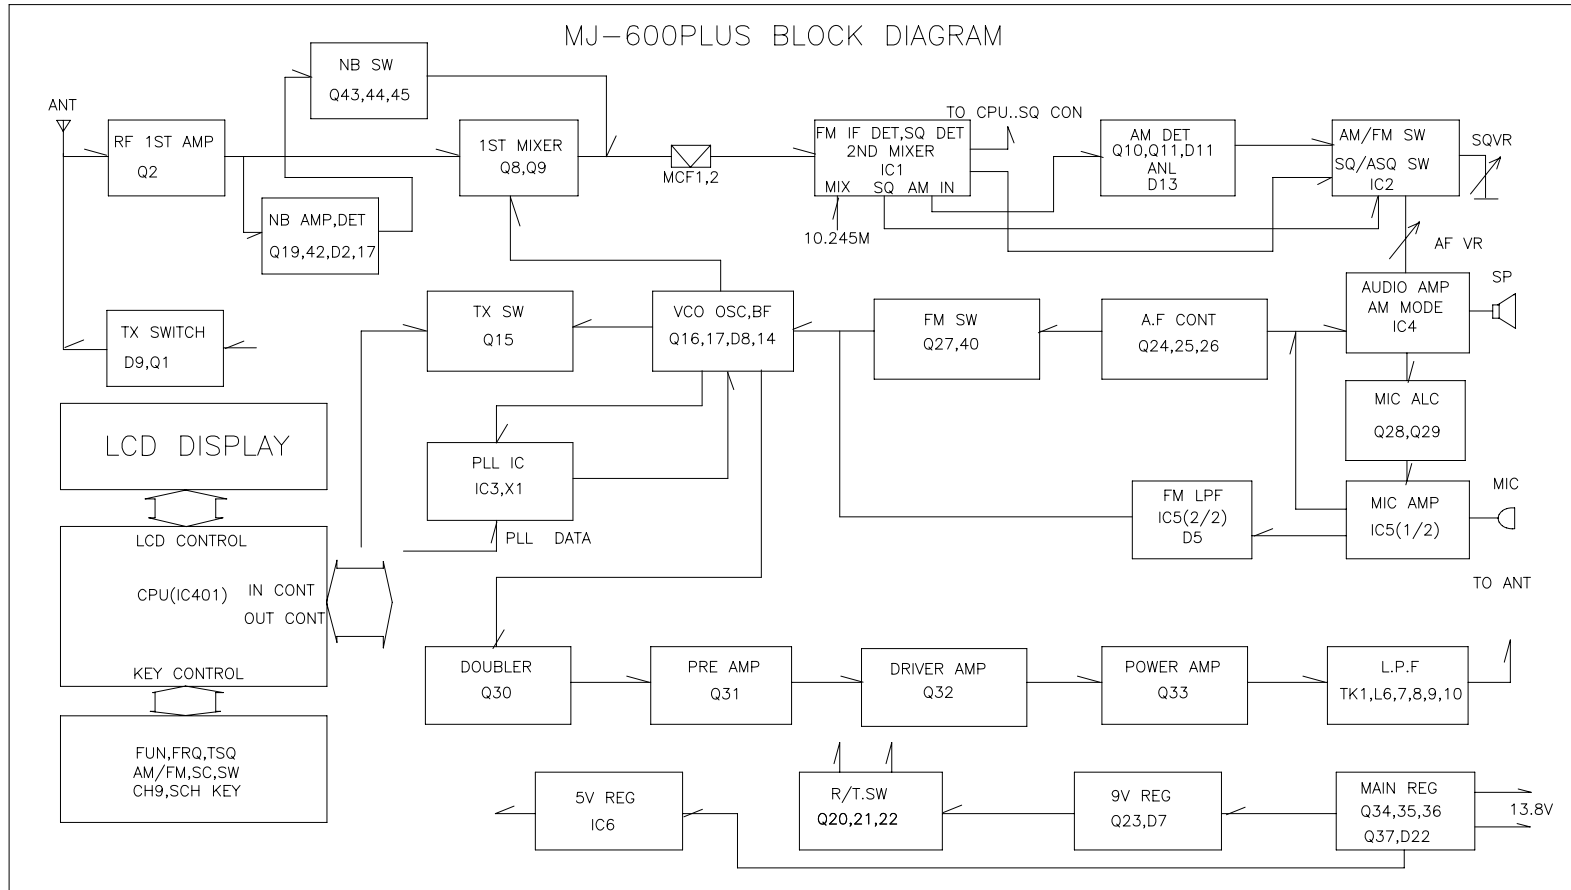 MJ-600PLUS BLOCK DIAGRAM
ANT
RF 1ST AMP
Q2
NB SW
Q43,44,45
NB AMP,DET
Q19,42,D2,17
1ST MIXER
Q8,Q9
MCF1,2
FM IF DET,SQ DET
2ND MIXER
IC1
MIX SQ AM IN
10.245M
TO CPU..SQ CON
AM DET
Q10,Q11,D11
ANL
D13
AM/FM SW
SQ/ASQ SW
IC2
SQVR
AF VR
TX SWITCH
D9,Q1
TX SW
Q15
VCO OSC,BF
Q16,17,D8,14
FM SW
Q27,40
A.F CONT
Q24,25,26
AUDIO AMP
AM MODE
IC4
SP
MIC ALC
Q28,Q29
LCD DISPLAY
PLL IC
IC3,X1
PLL DATA
FM LPF
IC5(2/2)
D5
MIC AMP
IC5(1/2)
MIC
LCD CONTROL
CPU(IC401)
IN CONT
OUT CONT
KEY CONTROL
TO ANT
DOUBLER
Q30
PRE AMP
Q31
DRIVER AMP
Q32
POWER AMP
Q33
L.P.F
TK1,L6,7,8,9,10
FUN,FRQ,TSQ
AM/FM,SC,SW
CH9,SCH KEY
5V REG
IC6
R/T.SW
Q20,21,22
9V REG
Q23,D7
MAIN REG
Q34,35,36
Q37,D22
13.8V